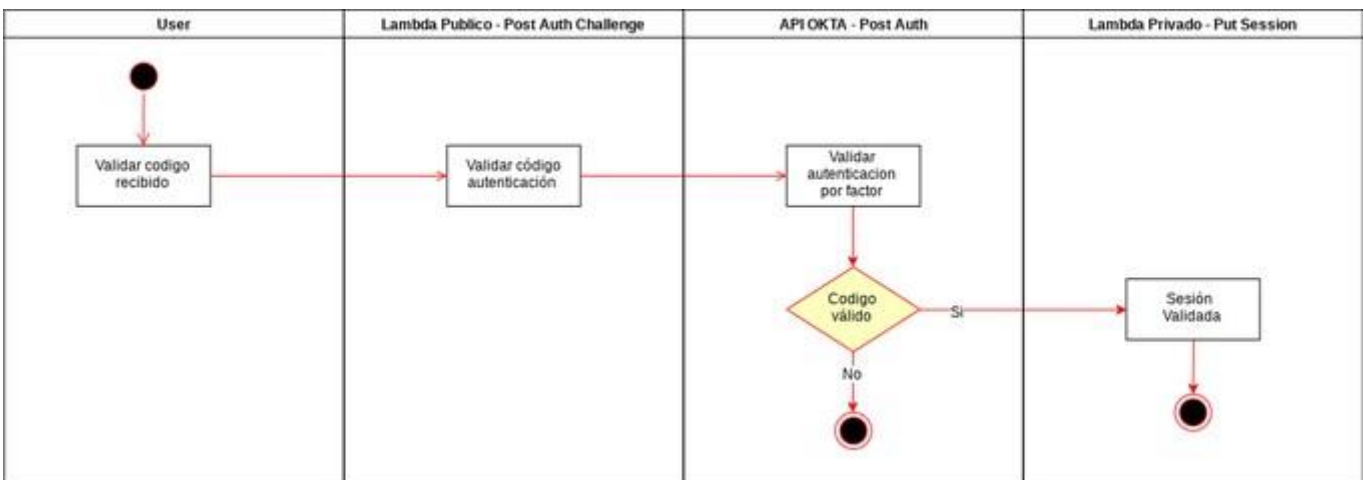 User
Lambda Publico - Post Auth Challenge
API OKTA - Post Auth
Lambda Privado - Put Session
Validar codigo
recibido
Validar código
autenticación
Validar
autenticacion
por factor
Codigo
válido
Si
No
Sesión
Validada